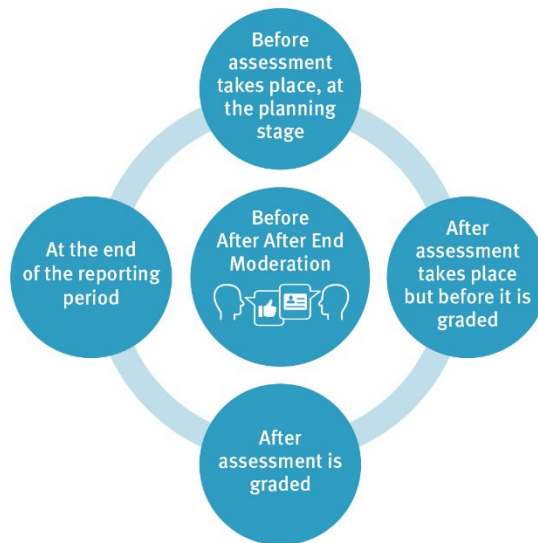 Before
assessment
takes place, at
the planning
stage
At the end
of the reporting
period
Before
After After End
Moderation
After
assessment
takes place
but before it is
graded
After
assessment is
graded